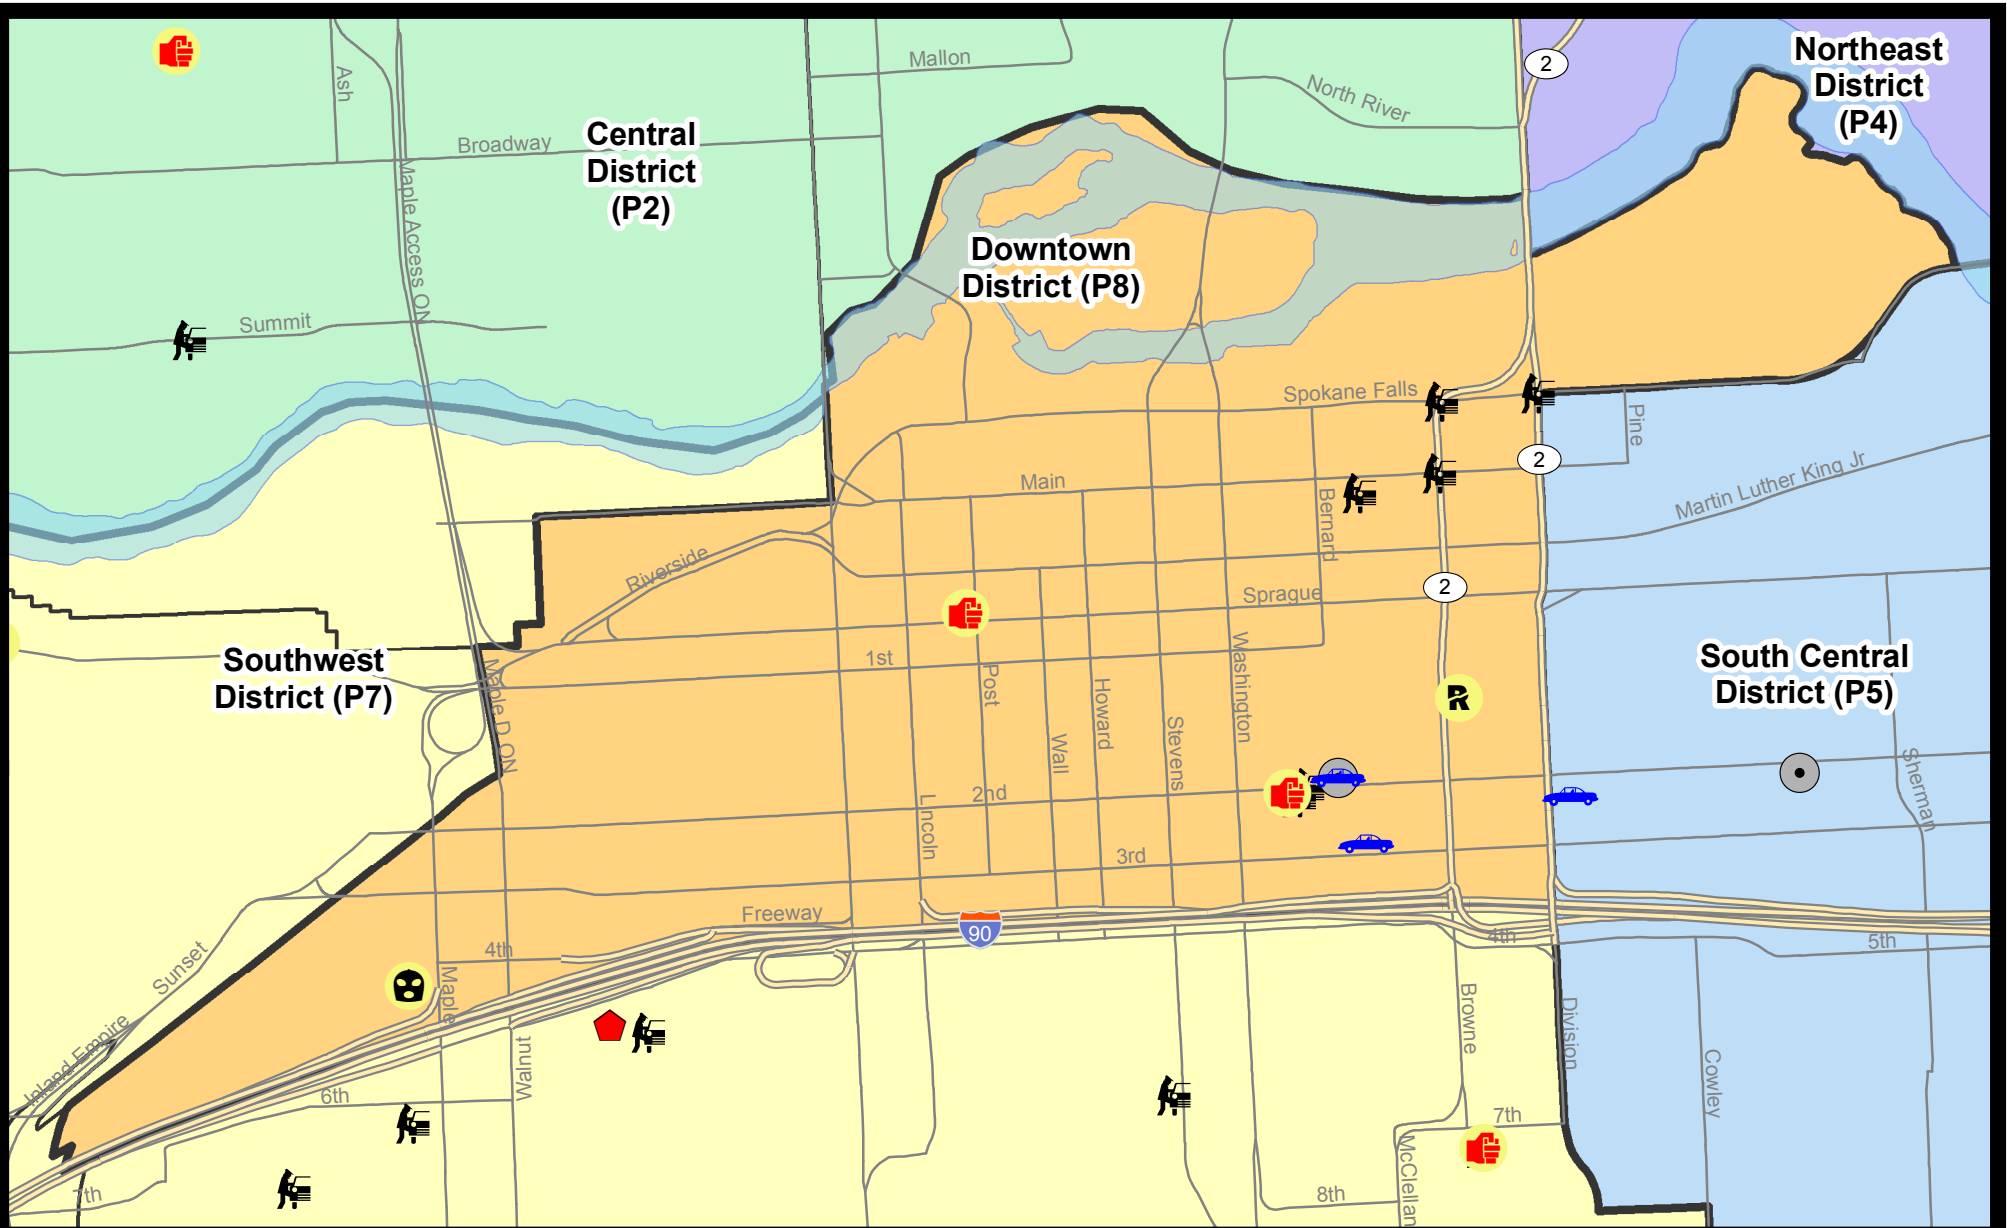 Northeast
District
(P4)
2
Mallon
North River
Ash
Broadway
Central
District
(P2)
Maple Access ON
Downtown
District (P8)
Summit
Spokane Falls
Pine
2
Main
Bernard
Martin Luther King Jr
Riverside
2
Sprague
Southwest
District (P7)
1st
South Central
District (P5)
Maple D ON
Post
Howard
Washington
R
Wall
Stevens
Sherman
2nd
Lncoln
3rd
Freeway
90
4th
4th
5th
Sunset
Maple
Inland Empire
Walnut
Browne
Division
Cowley
6th
7th
McClellan
7th
8th